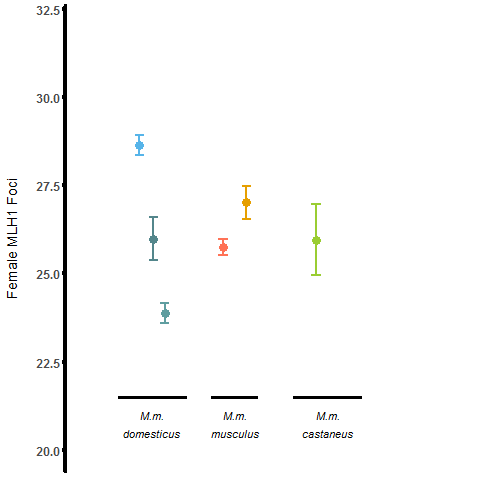 32.5
30.0
27.5
25.0
22.5
20.0
Female MLH1 Foci
M.m.
domesticus
M.m.
musculus
M.m.
castaneus